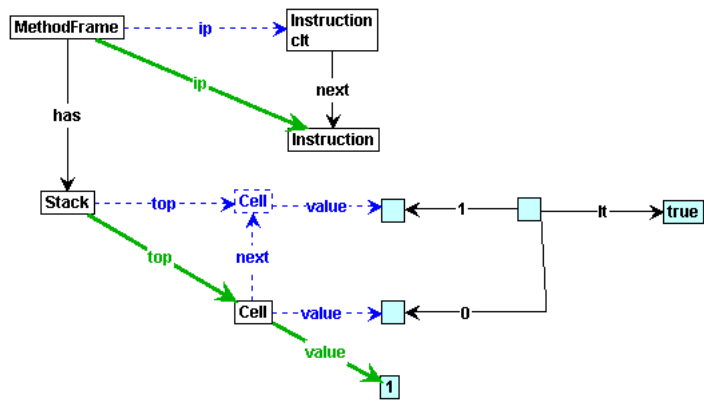 MethodFrame
ip
Instruction
clt
ip
next
has
Instruction
Stack
top
Cell
value
1
lt
true
top
next
Cell
value
0
value
1